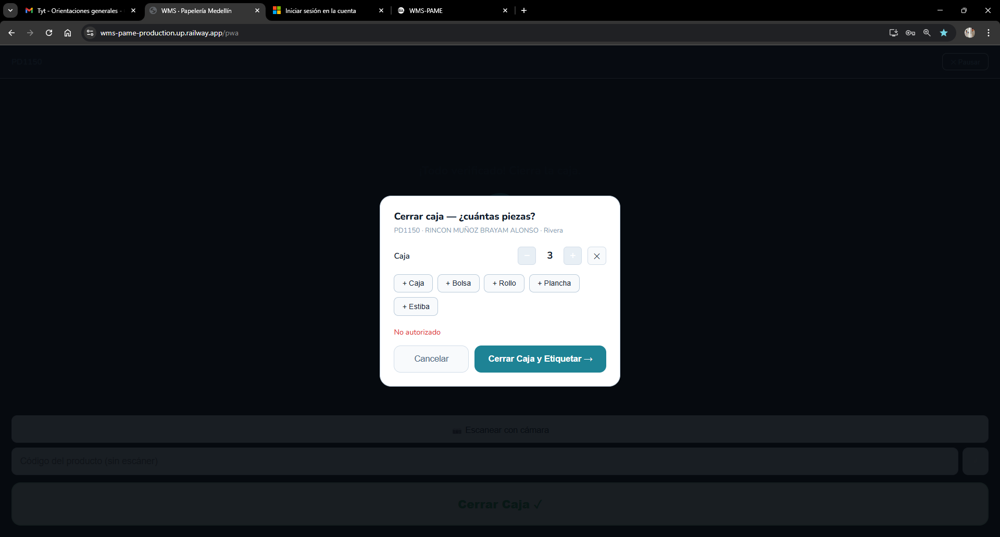 Tyt - Orientaciones generales -
WMS · Papelería Medellín
Iniciar sesión en la cuenta
WMS-PAME
wms-pame-production.up.railway.app/pwa
PD1150
Pausar
Cerrar caja — ¿cuántas piezas?
PD1150 · RINCON MUÑOZ BRAYAM ALONSO · Rivera
Caja
− 3 +
+ Caja
+ Bolsa
+ Rollo
+ Plancha
+ Estiba
No autorizado
Cancelar
Cerrar Caja y Etiquetar →
Escanear con cámara
Código del producto (sin escáner)
Cerrar Caja ✓